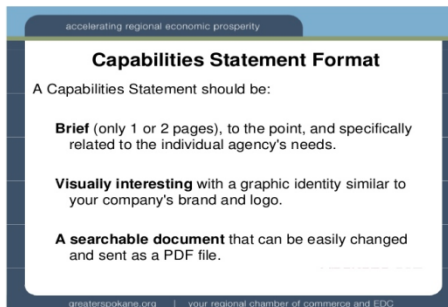 accelerating regional economic prosperity
Capabilities Statement Format
A Capabilities Statement should be:
Brief (only 1 or 2 pages), to the point, and specifically
related to the individual agency's needs.
Visually interesting with a graphic identity similar to
your company's brand and logo.
A searchable document that can be easily changed
and sent as a PDF file.
greaterspokane.org | your regional chamber of commerce and EDC